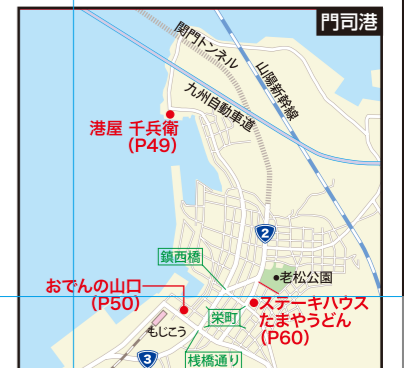 門司港
関門トンネル
山陽新幹線
九州自動車道
港屋 千兵衛
(P49)
2
鎮西橋
老松公園
おでんの山口
(P50)
ステーキハウス
たまやうどん
(P60)
栄町
もじこう
3
桟橋通り